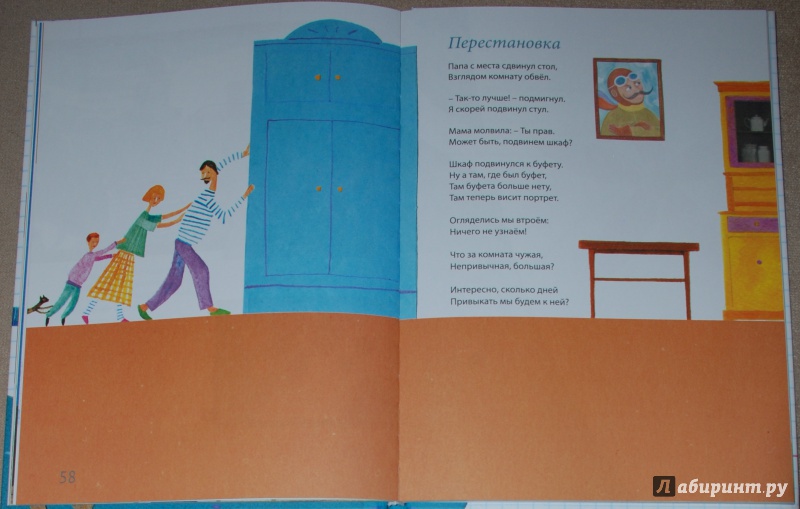 Перестановка
Папа с места сдвинул стол,
Взглядом комнату обвёл.
– Так-то лучше! – подмигнул,
Я скорей подвинул стул.
Мама молвила: – Ты прав.
Может быть, подвинем шкаф?
Шкаф подвинулся к буфету.
Ну а там, где был буфет,
Там буфета больше нету,
Там теперь висит портрет.
Огляделись мы втроём:
Ничего не узнаём!
Что за комната чужая,
Непривычная, большая?
Интересно, сколько дней
Привыкать мы будем к ней?
58
Лабиринт.ру